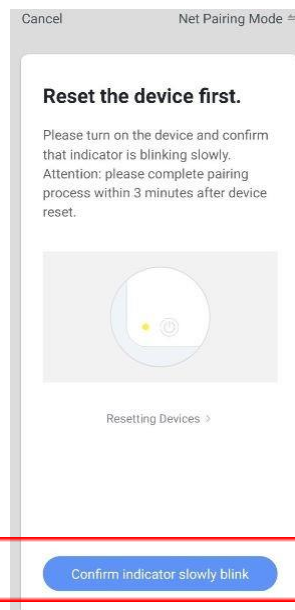 Cancel Net Pairing Mode
Reset the device first.
Please turn on the device and confirm
that indicator is blinking slowly.
Attention: please complete pairing
process within 3 minutes after device
reset.
Resetting Devices >
Confirm indicator slowly blink